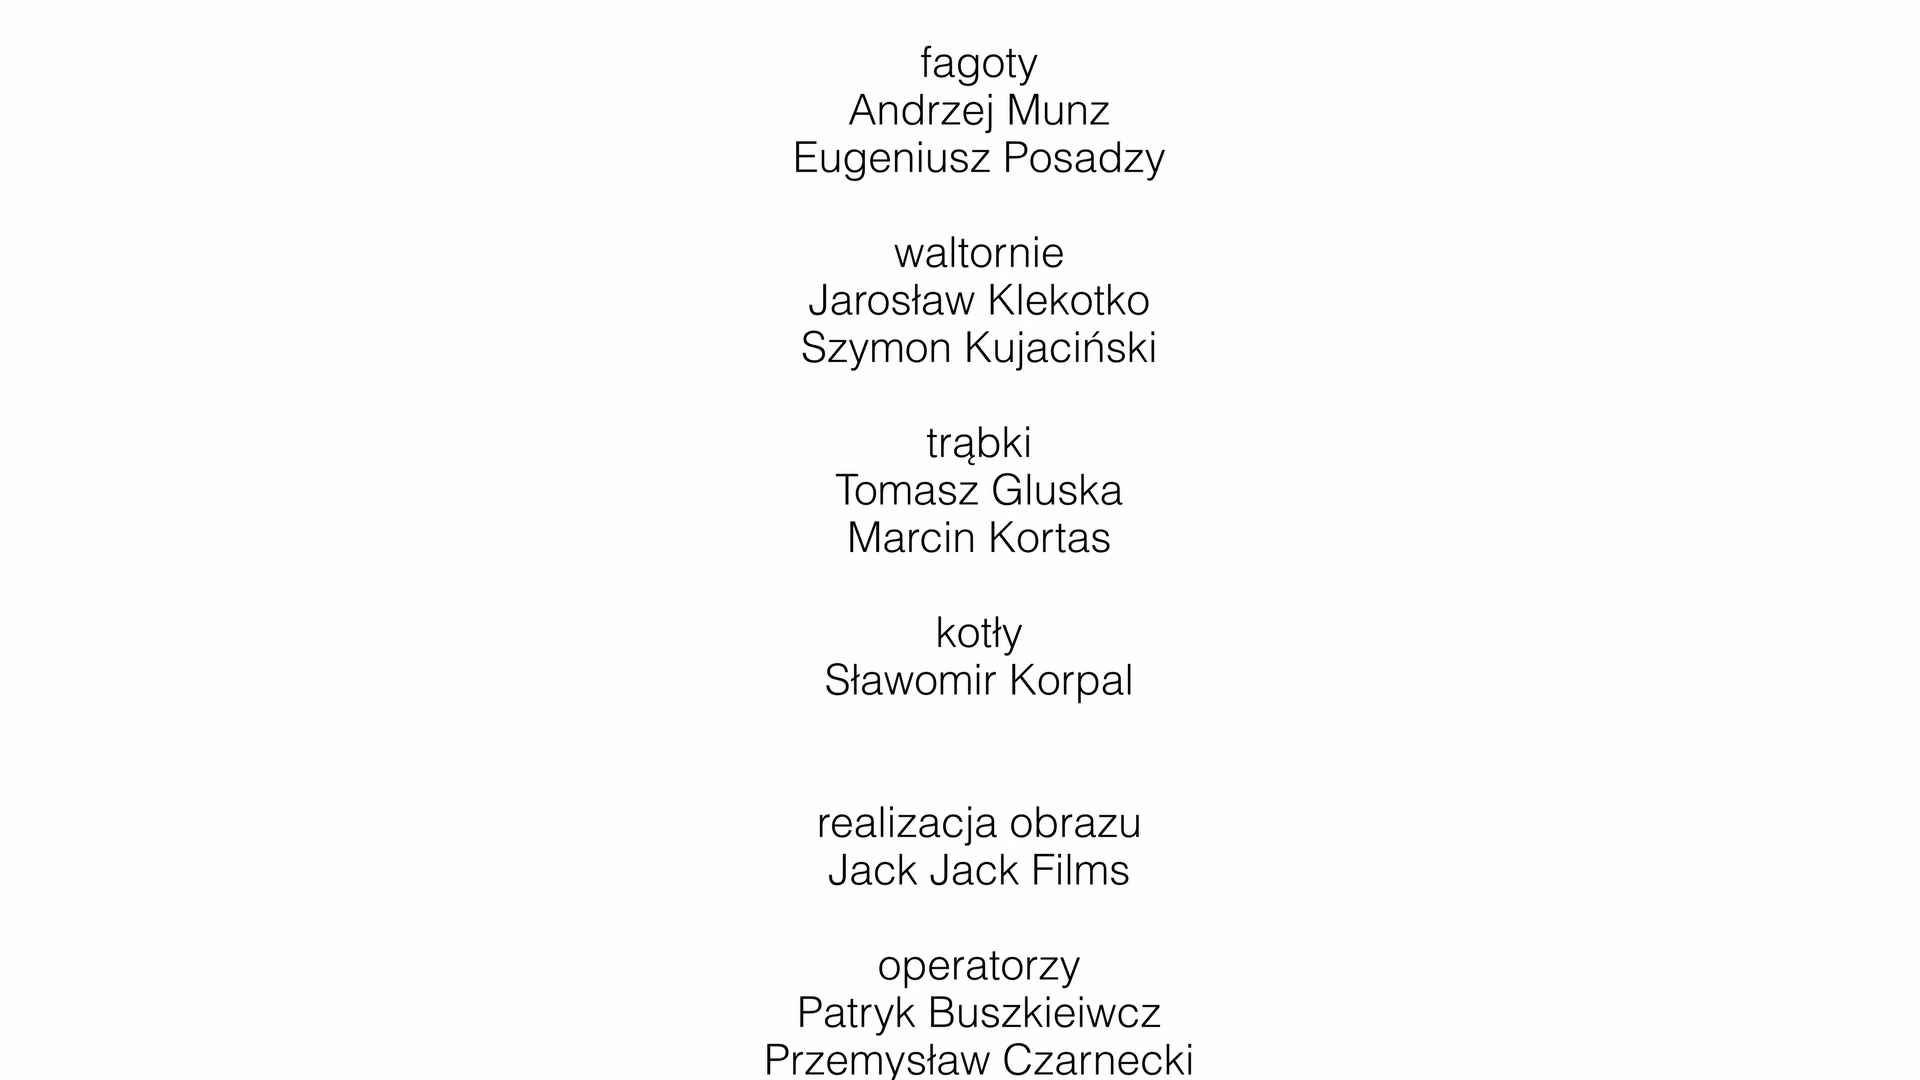 fagoty
Andrzej Munz
Eugeniusz Posadzy
waltornie
Jarosław Klekotko
Szymon Kujaciński
trąbki
Tomasz Gluska
Marcin Kortas
kotły
Sławomir Korpal
realizacja obrazu
Jack Jack Films
operatorzy
Patryk Buszkieiwcz
Przemysław Czarnecki